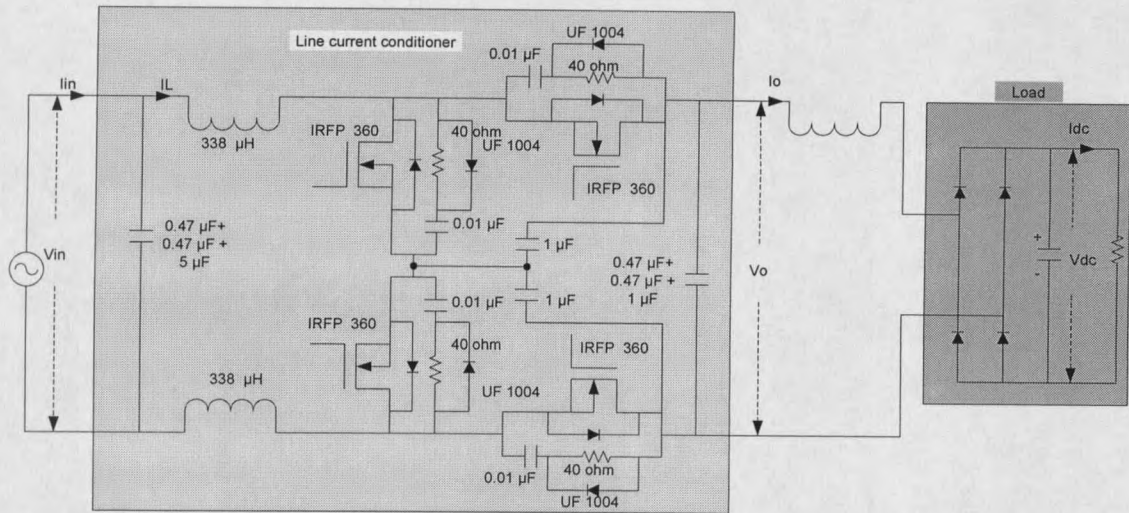 Line current conditioner
UF 1004
0.01 µF
40 ohm
Iin
IL
Io
Load
338 µH
IRFP 360
40 ohm
UF 1004
IRFP 360
Idc
0.01 µF
1 µF
0.47 µF+
0.47 µF +
5 µF
Vin
0.47 µF+
0.47 µF +
1 µF
Vo
+
Vdc
-
0.01 µF
1 µF
IRFP 360
40 ohm
IRFP 360
338 µH
UF 1004
0.01 µF
40 ohm
UF 1004